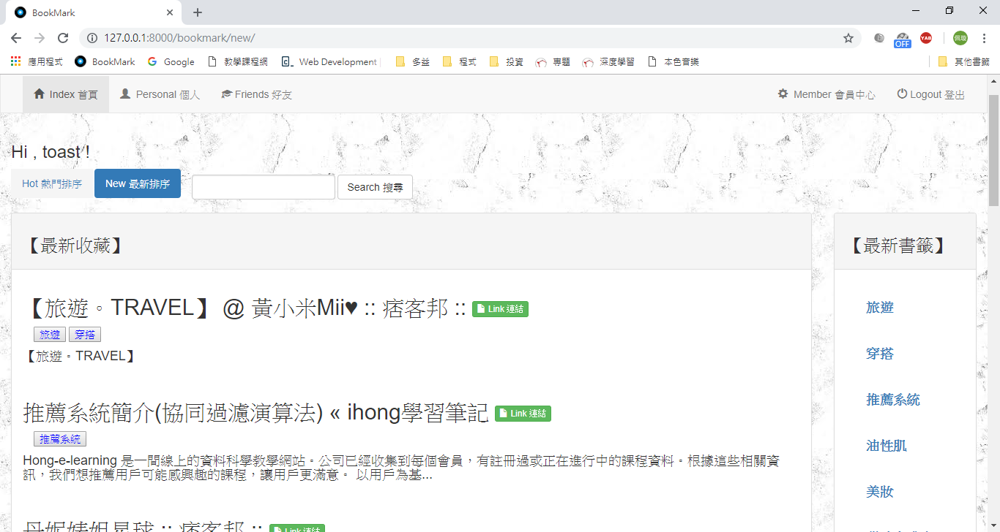 BookMark
127.0.0.1:8000/bookmark/new/
OFF
YAB
佩璇
應用程式 BookMark Google 教學課程網 Web Development 多益 程式 投資 專題 深度學習 本色音樂 其他書籤
Index 首頁 Personal 個人 Friends 好友 Member 會員中心 Logout 登出
Hi , toast !
Hot 熱門排序 New 最新排序 Search 搜尋
【最新收藏】
【旅遊。TRAVEL】 @ 黃小米Mii♥ :: 痞客邦 :: Link 連結
旅遊 穿搭
【旅遊。TRAVEL】
推薦系統簡介(協同過濾演算法) « ihong學習筆記 Link 連結
推薦系統
Hong-e-learning 是一間線上的資料科學教學網站。公司已經收集到每個會員，有註冊過或正在進行中的課程資料。根據這些相關資
訊，我們想推薦用戶可能感興趣的課程，讓用戶更滿意。 以用戶為基...
:: 痞客邦 :: Link 連結
【最新書籤】
旅遊
穿搭
推薦系統
油性肌
美妝